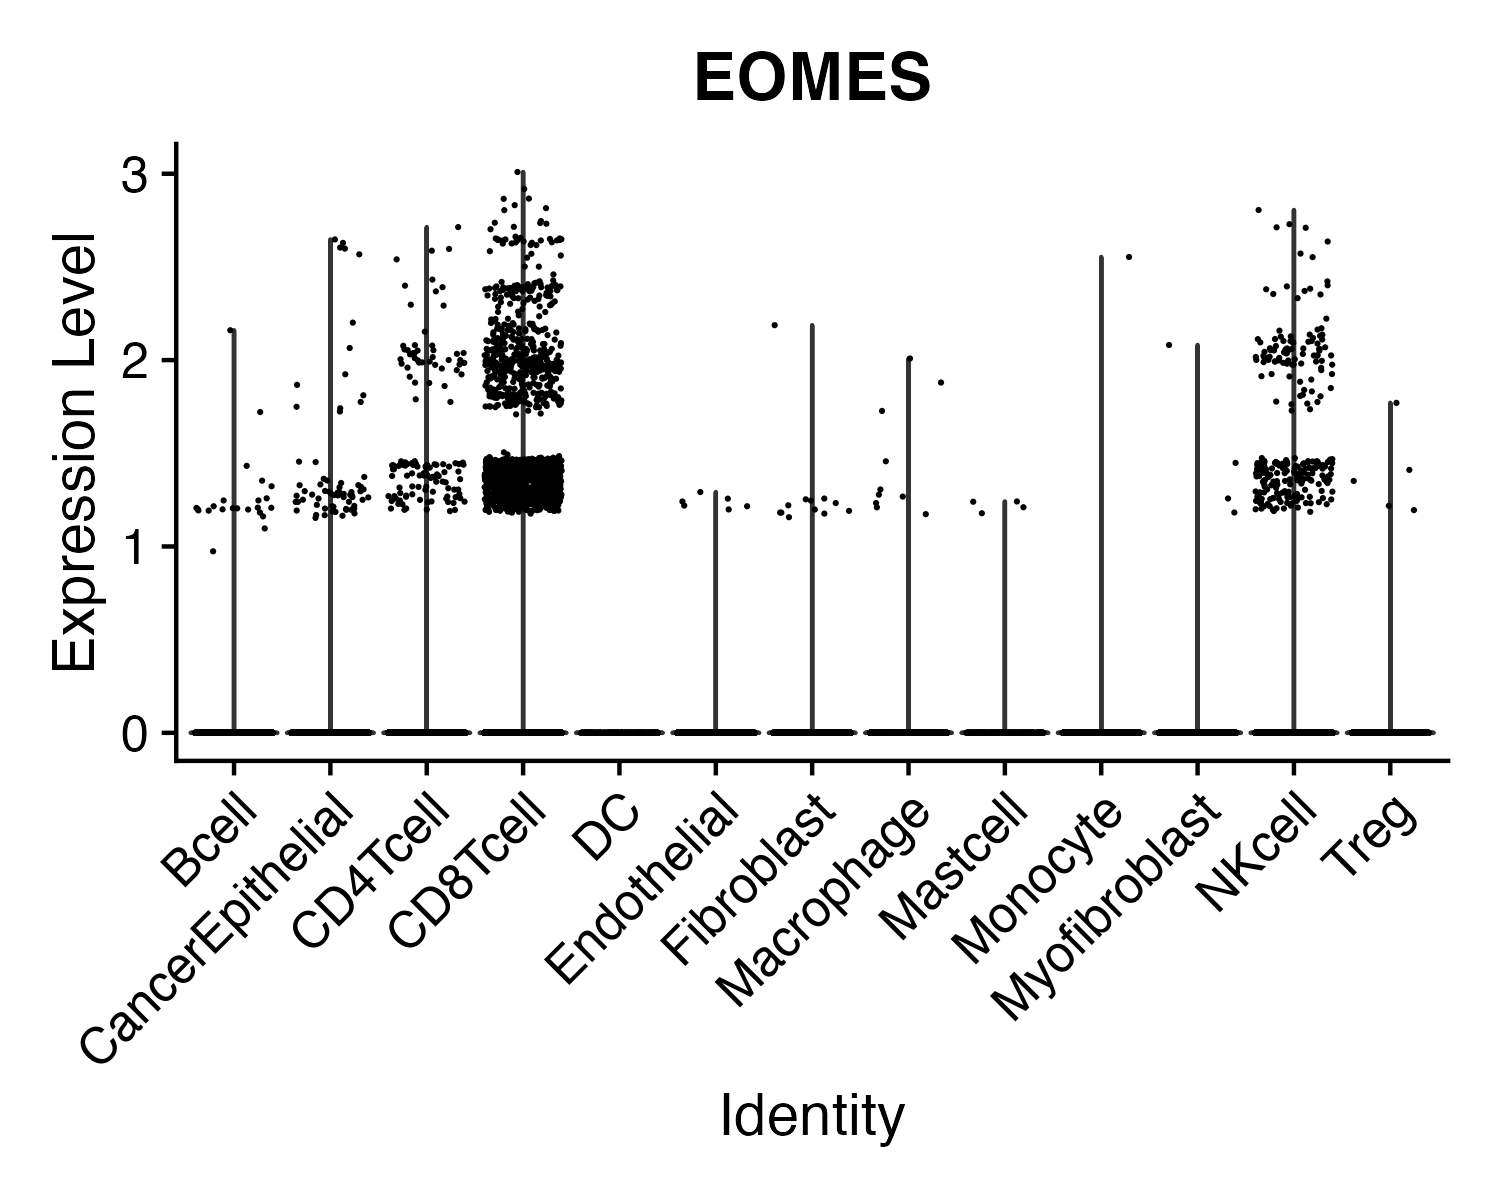 EOMES
Expression Level
3
2
1
0
Bcell
CancerEpithelial
CD4Tcell
CD8Tcell
DC
Endothelial
Fibroblast
Macrophage
Mastcell
Monocyte
Myofibroblast
NKcell
Treg
Identity